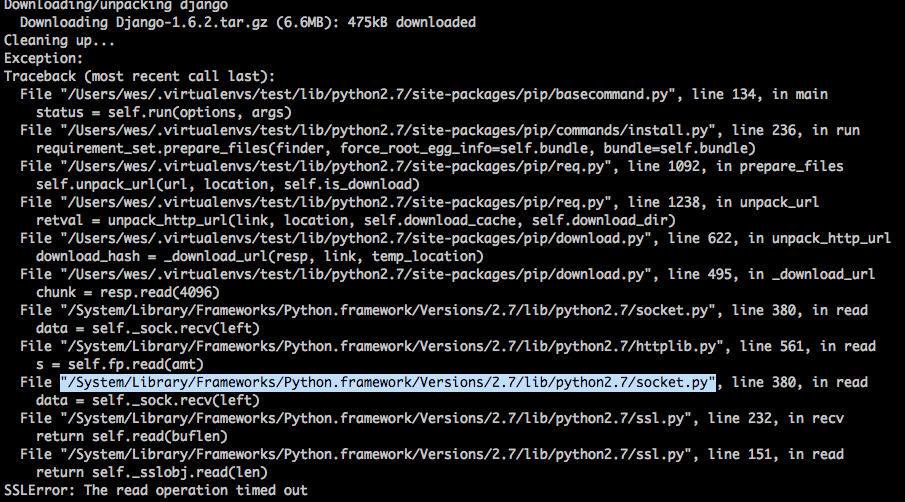 Downloading/unpacking django
  Downloading Django-1.6.2.tar.gz (6.6MB): 475kB downloaded
Cleaning up...
Exception:
Traceback (most recent call last):
  File "/Users/wes/.virtualenvs/test/lib/python2.7/site-packages/pip/basecommand.py", line 134, in main
    status = self.run(options, args)
  File "/Users/wes/.virtualenvs/test/lib/python2.7/site-packages/pip/commands/install.py", line 236, in run
    requirement_set.prepare_files(finder, force_root_egg_info=self.bundle, bundle=self.bundle)
  File "/Users/wes/.virtualenvs/test/lib/python2.7/site-packages/pip/req.py", line 1092, in prepare_files
    self.unpack_url(url, location, self.is_download)
  File "/Users/wes/.virtualenvs/test/lib/python2.7/site-packages/pip/req.py", line 1238, in unpack_url
    retval = unpack_http_url(link, location, self.download_cache, self.download_dir)
  File "/Users/wes/.virtualenvs/test/lib/python2.7/site-packages/pip/download.py", line 622, in unpack_http_url
    download_hash = _download_url(resp, link, temp_location)
  File "/Users/wes/.virtualenvs/test/lib/python2.7/site-packages/pip/download.py", line 495, in _download_url
    chunk = resp.read(4096)
  File "/System/Library/Frameworks/Python.framework/Versions/2.7/lib/python2.7/socket.py", line 380, in read
    data = self._sock.recv(left)
  File "/System/Library/Frameworks/Python.framework/Versions/2.7/lib/python2.7/httplib.py", line 561, in read
    s = self.fp.read(amt)
  File "/System/Library/Frameworks/Python.framework/Versions/2.7/lib/python2.7/socket.py", line 380, in read
    data = self._sock.recv(left)
  File "/System/Library/Frameworks/Python.framework/Versions/2.7/lib/python2.7/ssl.py", line 232, in recv
    return self.read(buflen)
  File "/System/Library/Frameworks/Python.framework/Versions/2.7/lib/python2.7/ssl.py", line 151, in read
    return self._sslobj.read(len)
SSLError: The read operation timed out